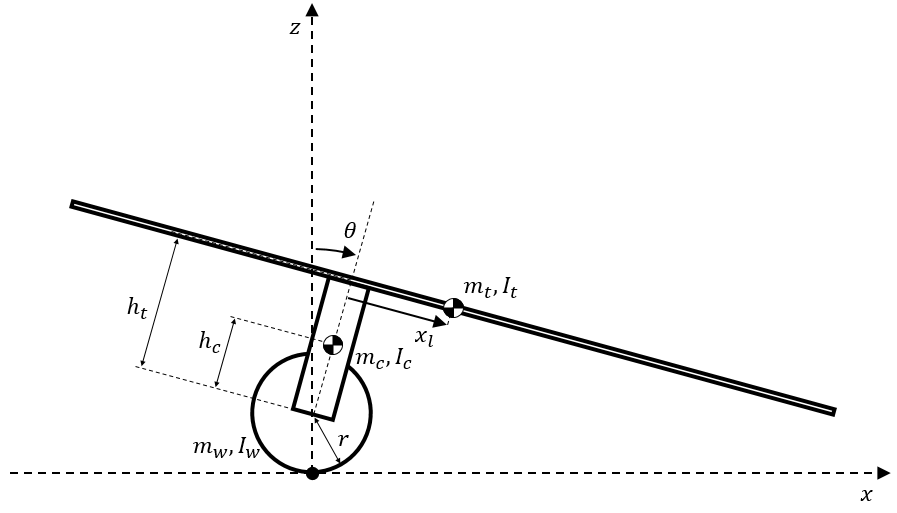 z
θ
h_t
m_t, I_t
x_l
h_c
m_c, I_c
r
m_w, I_w
x